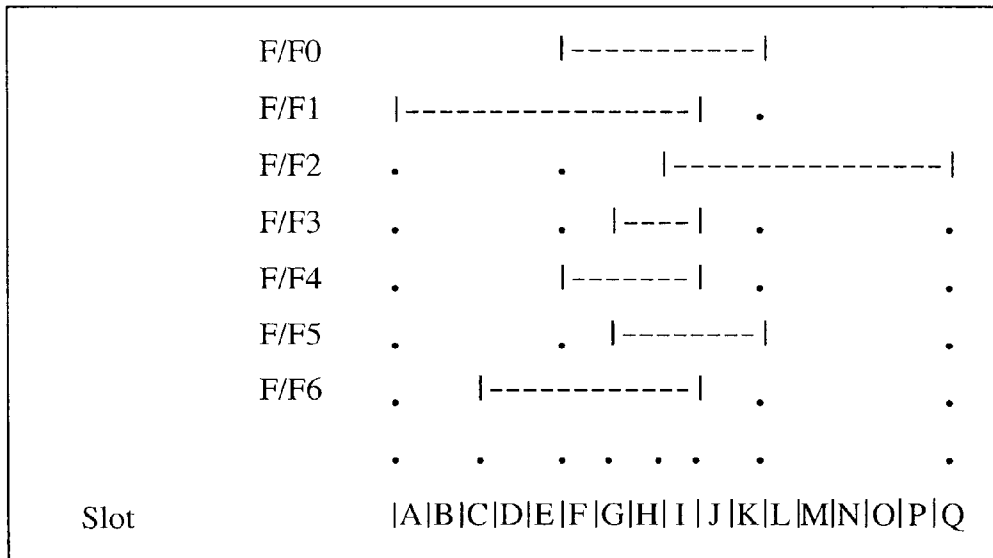 F/F0 |-----------|
F/F1 |-----------------| .
F/F2 . . |----------------|
F/F3 . . |----| . .
F/F4 . . |-------| . .
F/F5 . . |--------| .
F/F6 . |------------| . .
. . . . . . . .
Slot |A|B|C|D|E|F|G|H|I|J|K|L|M|N|O|P|Q